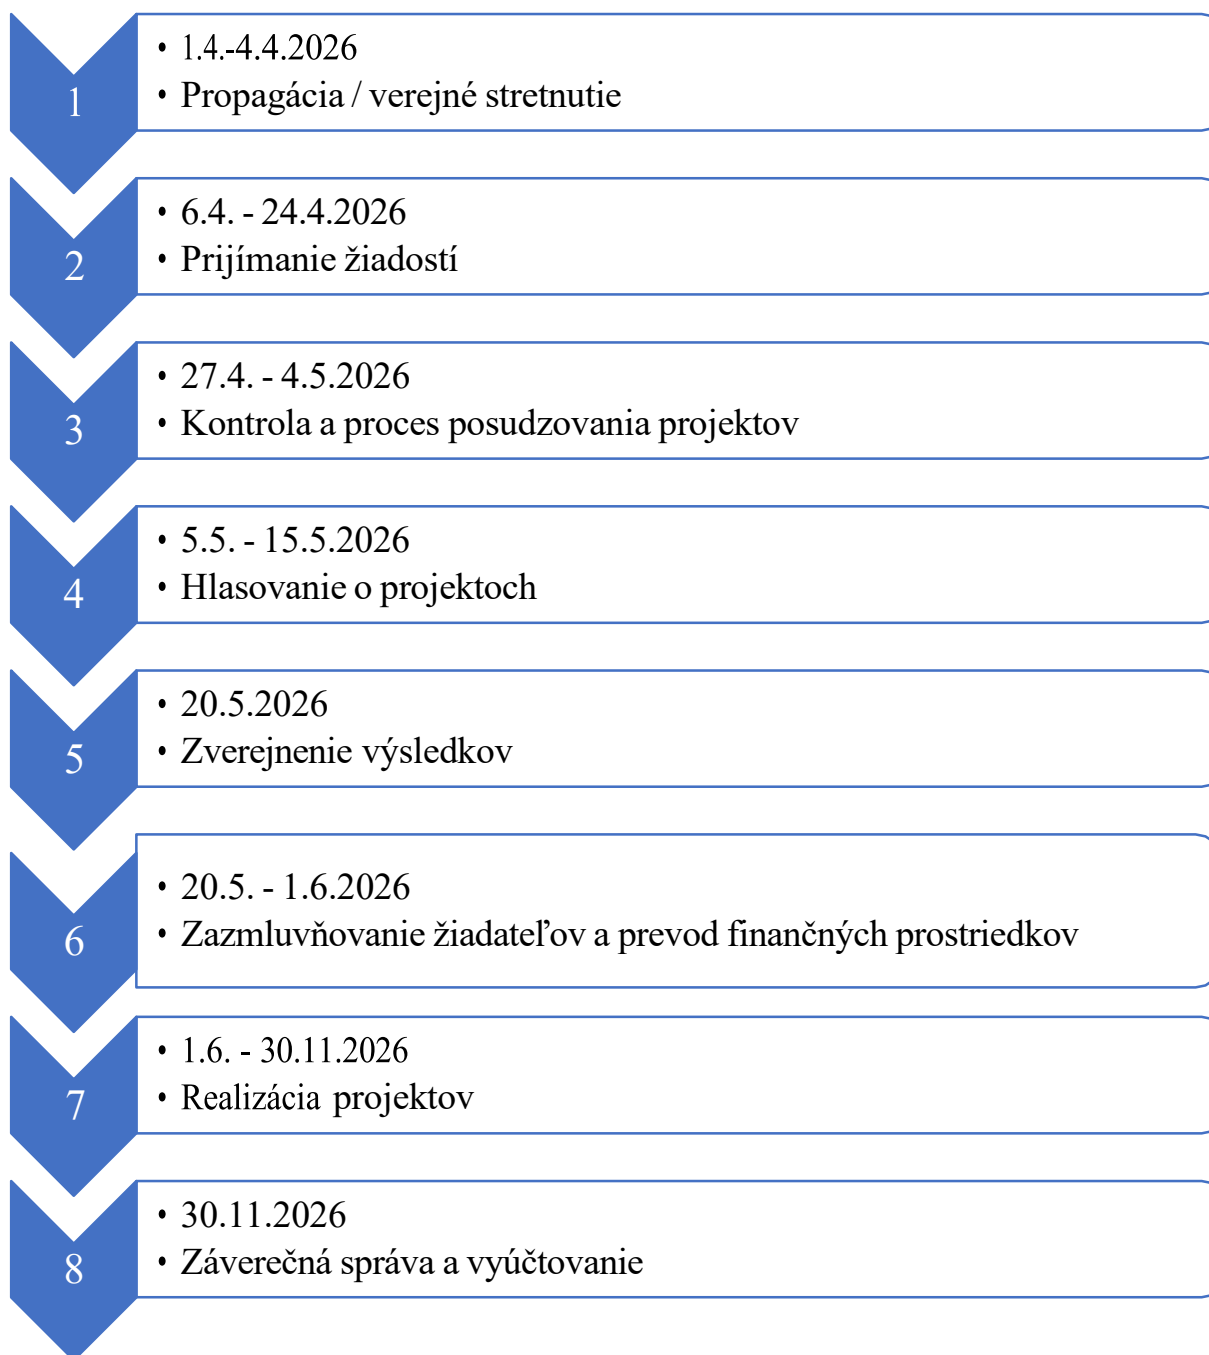 1
• 1.4.-4.4.2026
• Propagácia / verejné stretnutie
2
• 6.4. - 24.4.2026
• Prijímanie žiadostí
3
• 27.4. - 4.5.2026
• Kontrola a proces posudzovania projektov
4
• 5.5. - 15.5.2026
• Hlasovanie o projektoch
5
• 20.5.2026
• Zverejnenie výsledkov
6
• 20.5. - 1.6.2026
• Zazmluvňovanie žiadateľov a prevod finančných prostriedkov
7
• 1.6. - 30.11.2026
• Realizácia projektov
8
• 30.11.2026
• Záverečná správa a vyúčtovanie